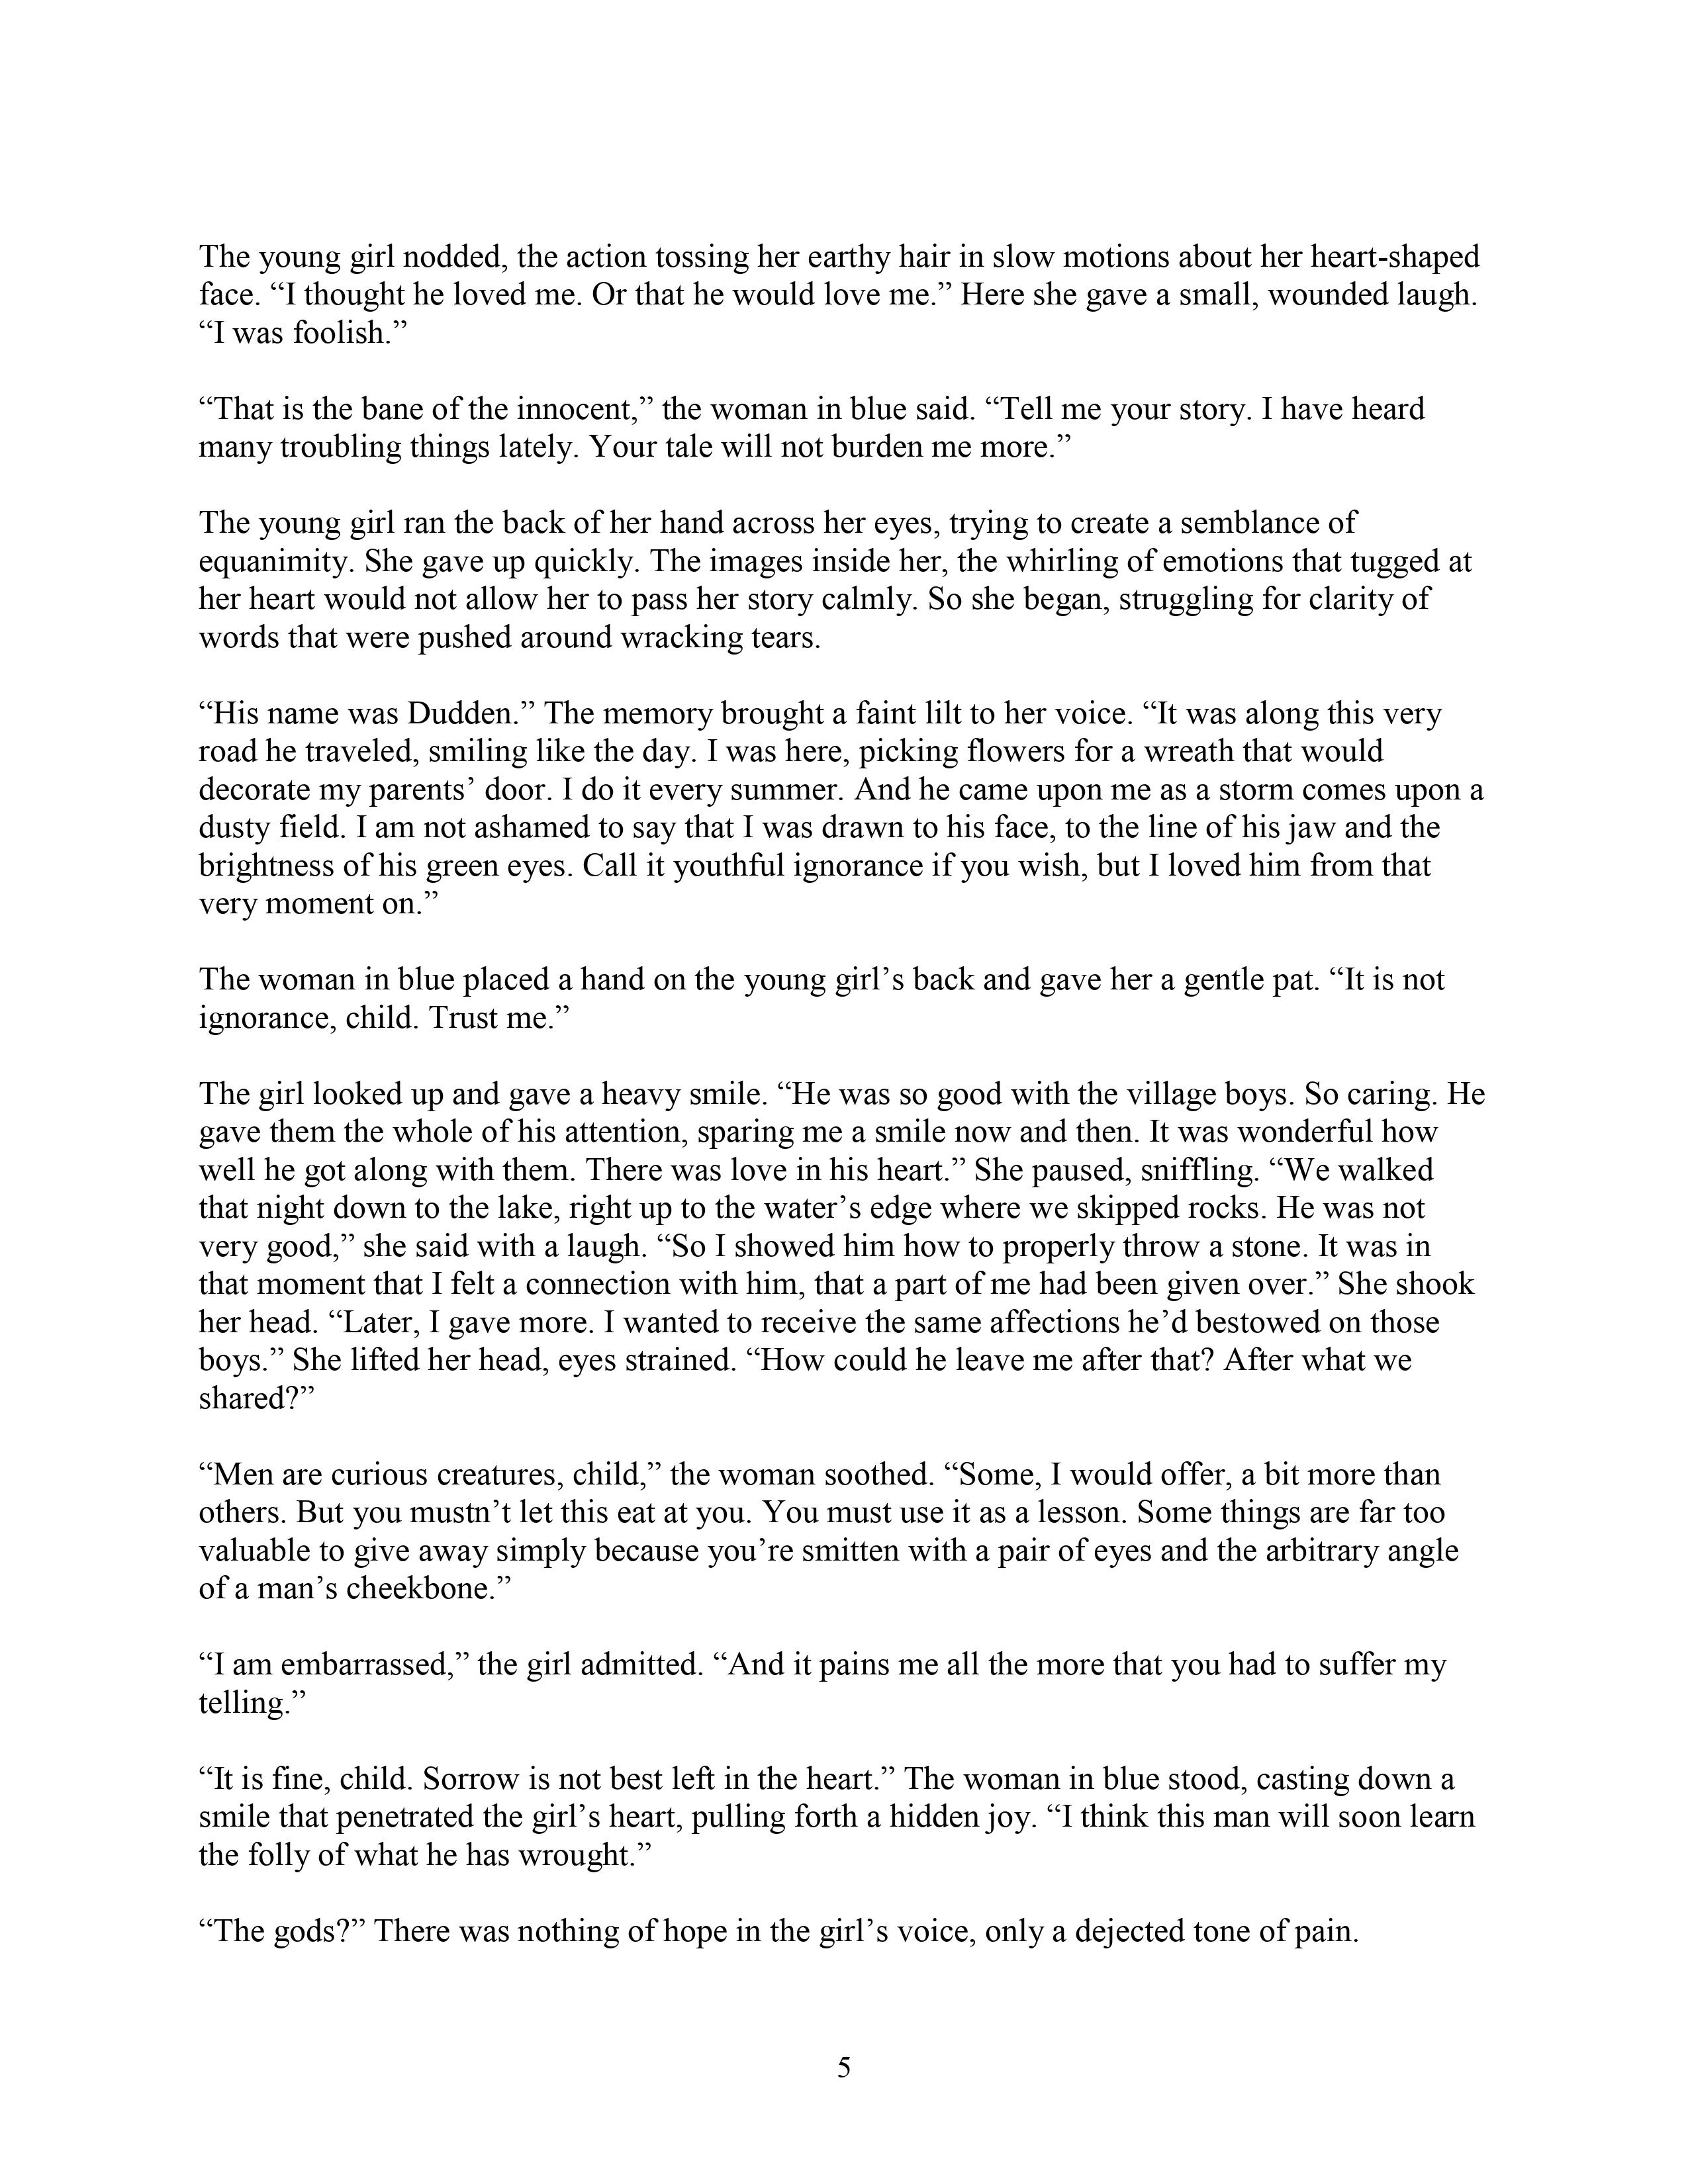 The young girl nodded, the action tossing her earthy hair in slow motions about her heart-shaped
face. “I thought he loved me. Or that he would love me.” Here she gave a small, wounded laugh.
“I was foolish.”
“That is the bane of the innocent,” the woman in blue said. “Tell me your story. I have heard
many troubling things lately. Your tale will not burden me more.”
The young girl ran the back of her hand across her eyes, trying to create a semblance of
equanimity. She gave up quickly. The images inside her, the whirling of emotions that tugged at
her heart would not allow her to pass her story calmly. So she began, struggling for clarity of
words that were pushed around wracking tears.
“His name was Dudden.” The memory brought a faint lilt to her voice. “It was along this very
road he traveled, smiling like the day. I was here, picking flowers for a wreath that would
decorate my parents’ door. I do it every summer. And he came upon me as a storm comes upon a
dusty field. I am not ashamed to say that I was drawn to his face, to the line of his jaw and the
brightness of his green eyes. Call it youthful ignorance if you wish, but I loved him from that
very moment on.”
The woman in blue placed a hand on the young girl’s back and gave her a gentle pat. “It is not
ignorance, child. Trust me.”
The girl looked up and gave a heavy smile. “He was so good with the village boys. So caring. He
gave them the whole of his attention, sparing me a smile now and then. It was wonderful how
well he got along with them. There was love in his heart.” She paused, sniffling. “We walked
that night down to the lake, right up to the water’s edge where we skipped rocks. He was not
very good,” she said with a laugh. “So I showed him how to properly throw a stone. It was in
that moment that I felt a connection with him, that a part of me had been given over.” She shook
her head. “Later, I gave more. I wanted to receive the same affections he’d bestowed on those
boys.” She lifted her head, eyes strained. “How could he leave me after that? After what we
shared?”
“Men are curious creatures, child,” the woman soothed. “Some, I would offer, a bit more than
others. But you mustn’t let this eat at you. You must use it as a lesson. Some things are far too
valuable to give away simply because you’re smitten with a pair of eyes and the arbitrary angle
of a man’s cheekbone.”
“I am embarrassed,” the girl admitted. “And it pains me all the more that you had to suffer my
telling.”
“It is fine, child. Sorrow is not best left in the heart.” The woman in blue stood, casting down a
smile that penetrated the girl’s heart, pulling forth a hidden joy. “I think this man will soon learn
the folly of what he has wrought.”
“The gods?” There was nothing of hope in the girl’s voice, only a dejected tone of pain.
5